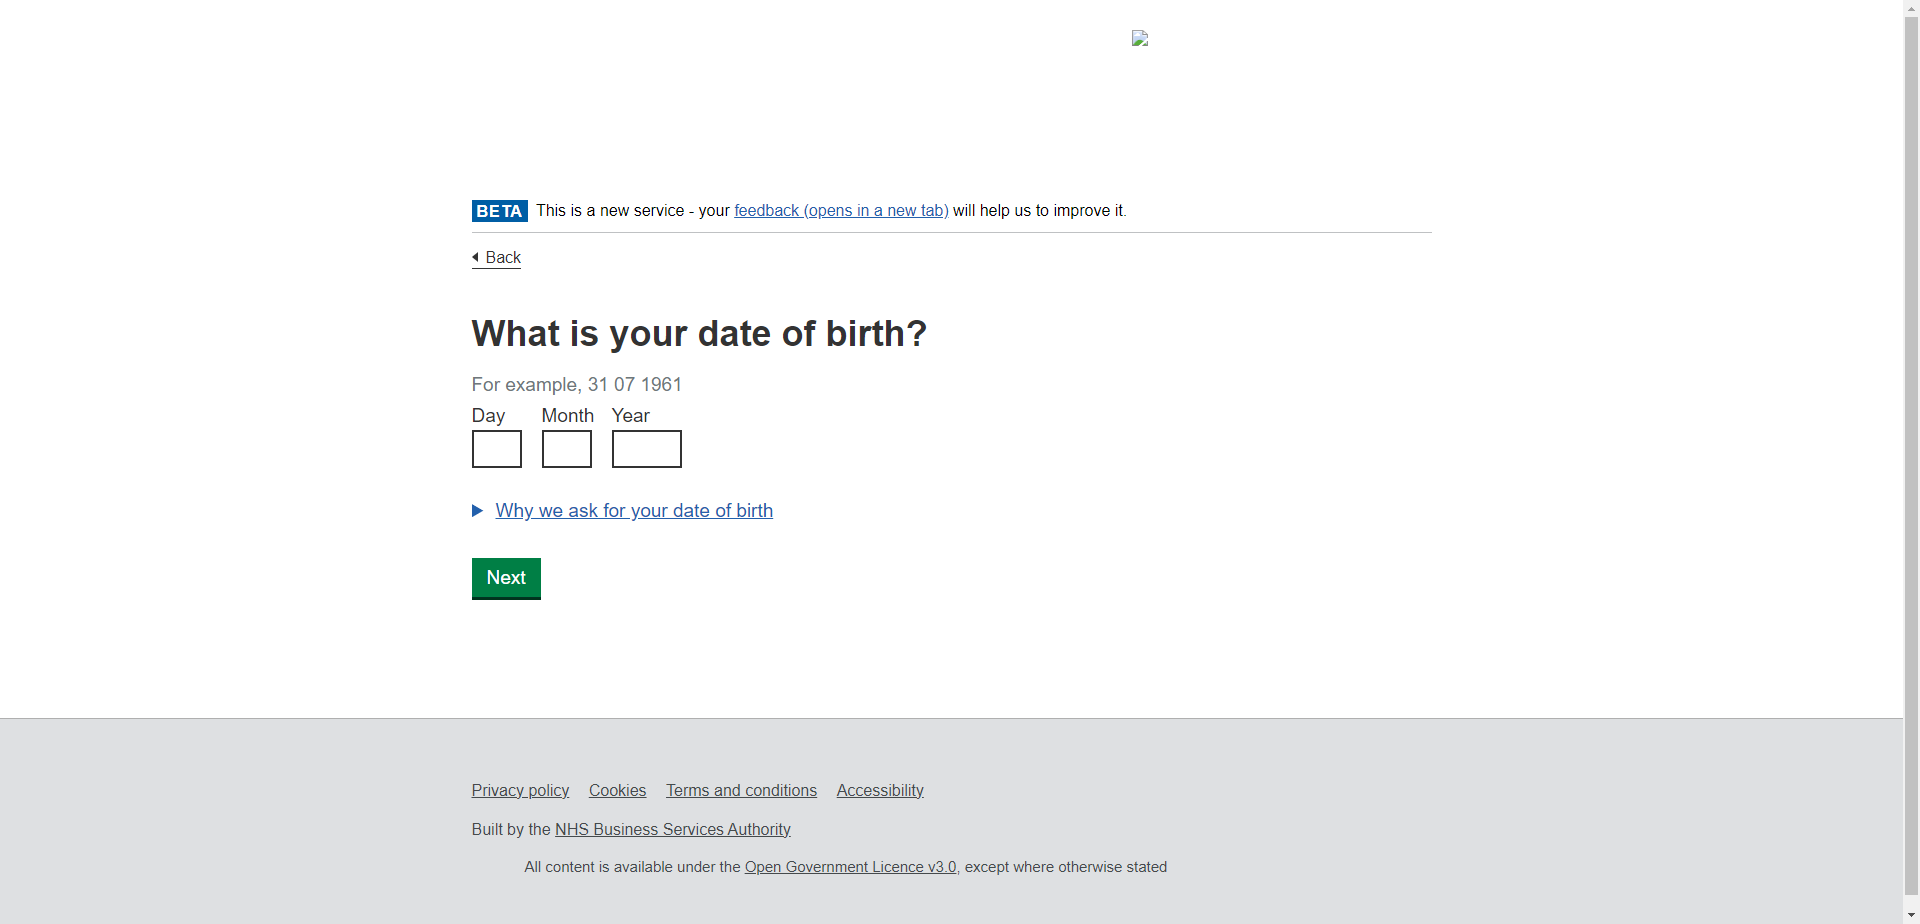 BETA This is a new service - your feedback (opens in a new tab) will help us to improve it.
Back
What is your date of birth?
For example, 31 07 1961
Day Month Year
Why we ask for your date of birth
Next
Privacy policy Cookies Terms and conditions Accessibility
Built by the NHS Business Services Authority
All content is available under the Open Government Licence v3.0, except where otherwise stated